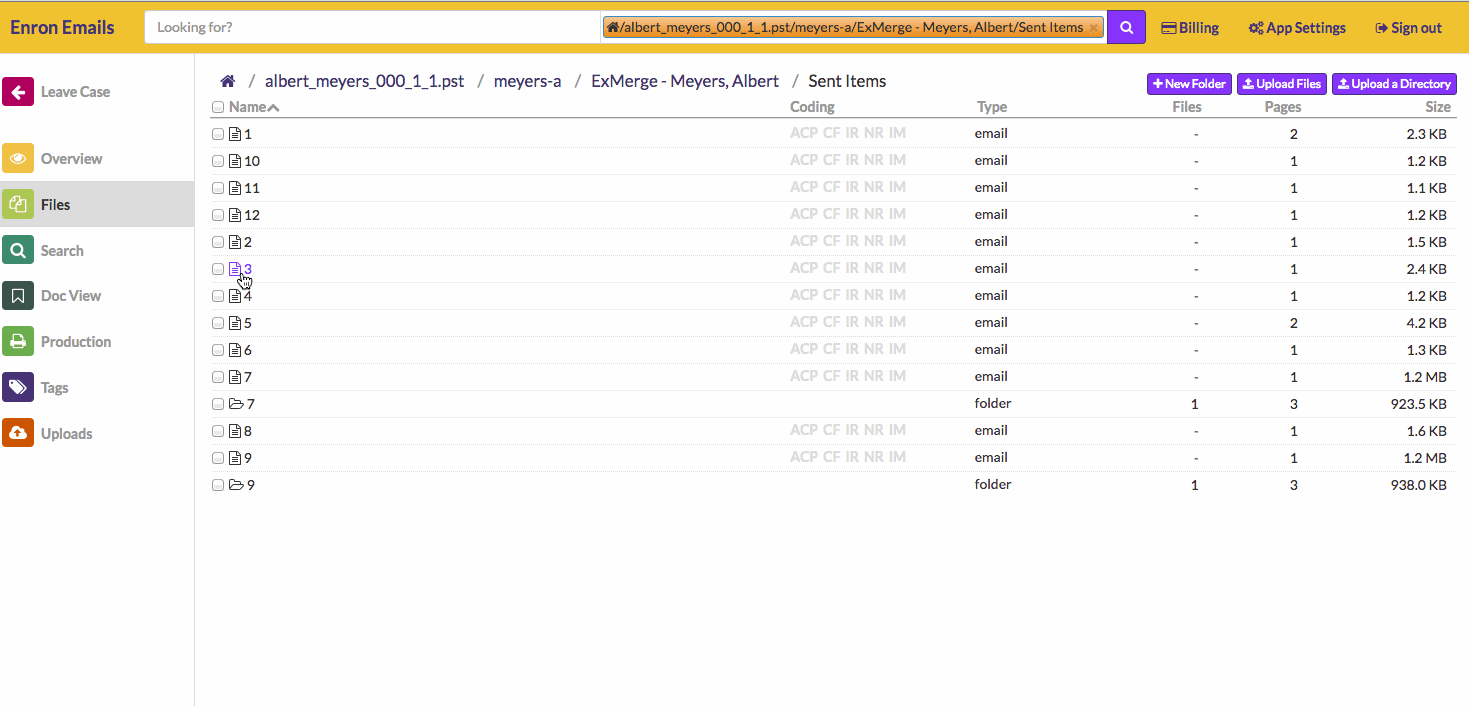 Enron Emails Looking for? /albert_meyers_000_1_1.pst/meyers-a/ExMerge - Meyers, Albert/Sent Items × Billing App Settings Sign out
Leave Case
Overview
Files
Search
Doc View
Production
Tags
Uploads
/ albert_meyers_000_1_1.pst / meyers-a / ExMerge - Meyers, Albert / Sent Items
+ New Folder Upload Files Upload a Directory
Name Coding Type Files Pages Size
1 ACP CF IR NR IM email - 2 2.3 KB
10 ACP CF IR NR IM email - 1 1.2 KB
11 ACP CF IR NR IM email - 1 1.1 KB
12 ACP CF IR NR IM email - 1 1.2 KB
2 ACP CF IR NR IM email - 1 1.5 KB
3 ACP CF IR NR IM email - 1 2.4 KB
4 ACP CF IR NR IM email - 1 1.2 KB
5 ACP CF IR NR IM email - 2 4.2 KB
6 ACP CF IR NR IM email - 1 1.3 KB
7 ACP CF IR NR IM email - 1 1.2 MB
7 folder 1 3 923.5 KB
8 ACP CF IR NR IM email - 1 1.6 KB
9 ACP CF IR NR IM email - 1 1.2 MB
9 folder 1 3 938.0 KB